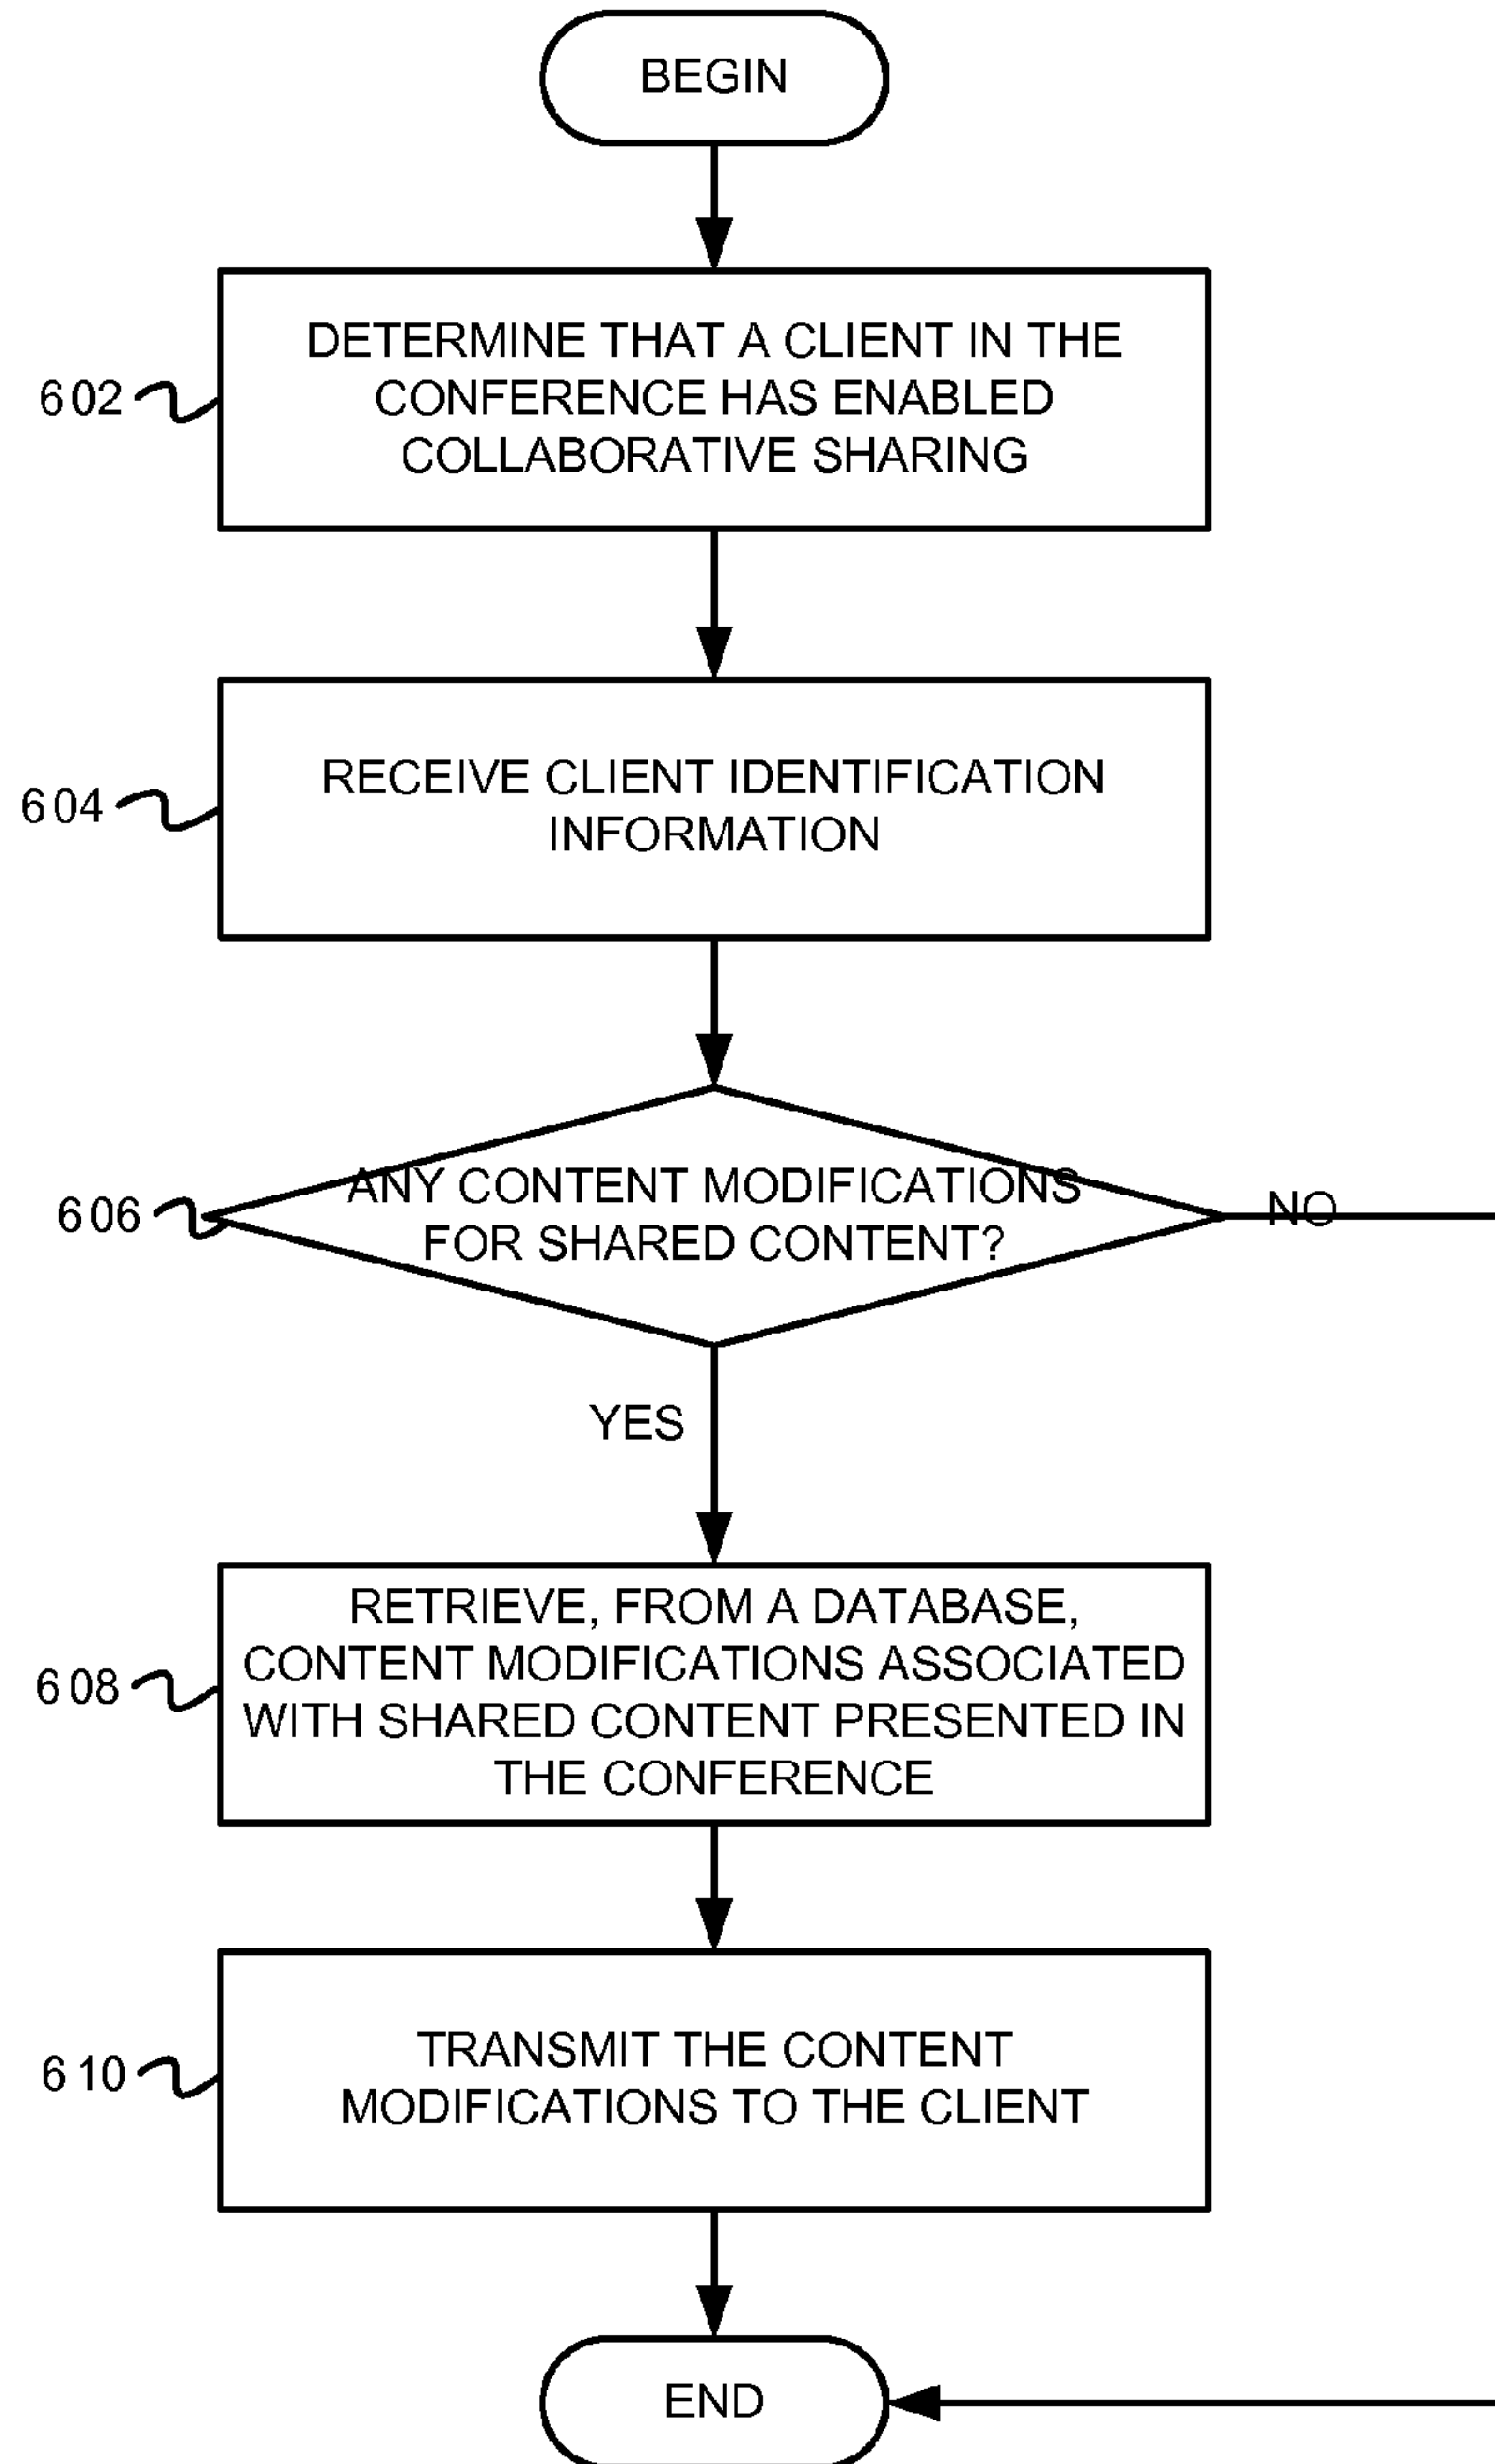 BEGIN
602
DETERMINE THAT A CLIENT IN THE
CONFERENCE HAS ENABLED
COLLABORATIVE SHARING
604
RECEIVE CLIENT IDENTIFICATION
INFORMATION
606
ANY CONTENT MODIFICATIONS
FOR SHARED CONTENT?
NO
YES
608
RETRIEVE, FROM A DATABASE,
CONTENT MODIFICATIONS ASSOCIATED
WITH SHARED CONTENT PRESENTED IN
THE CONFERENCE
610
TRANSMIT THE CONTENT
MODIFICATIONS TO THE CLIENT
END